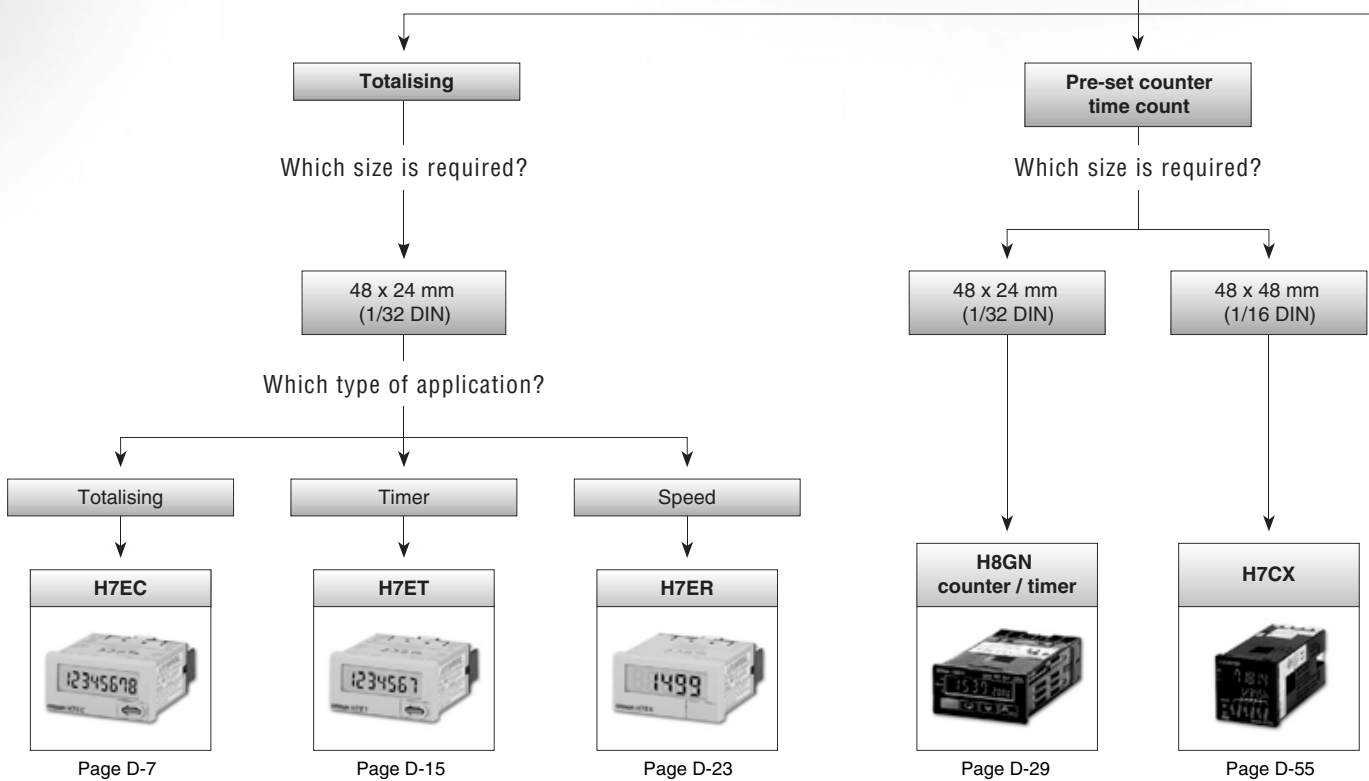 Totalising
Pre-set counter
time count
Which size is required?
Which size is required?
48 x 24 mm
(1/32 DIN)
48 x 24 mm
(1/32 DIN)
48 x 48 mm
(1/16 DIN)
Which type of application?
Totalising
Timer
Speed
H7EC
H7ET
H7ER
H8GN
counter / timer
H7CX
12345678
H7EC
1234567
H7ET
1499
H7ER
Page D-7
Page D-15
Page D-23
Page D-29
Page D-55